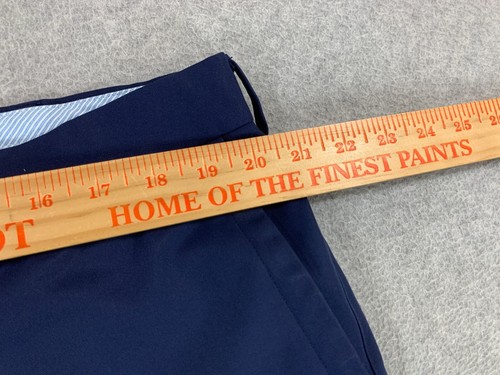 16 17 18 19 20 21 22 23 24 25
HOME OF THE FINEST PAINTS